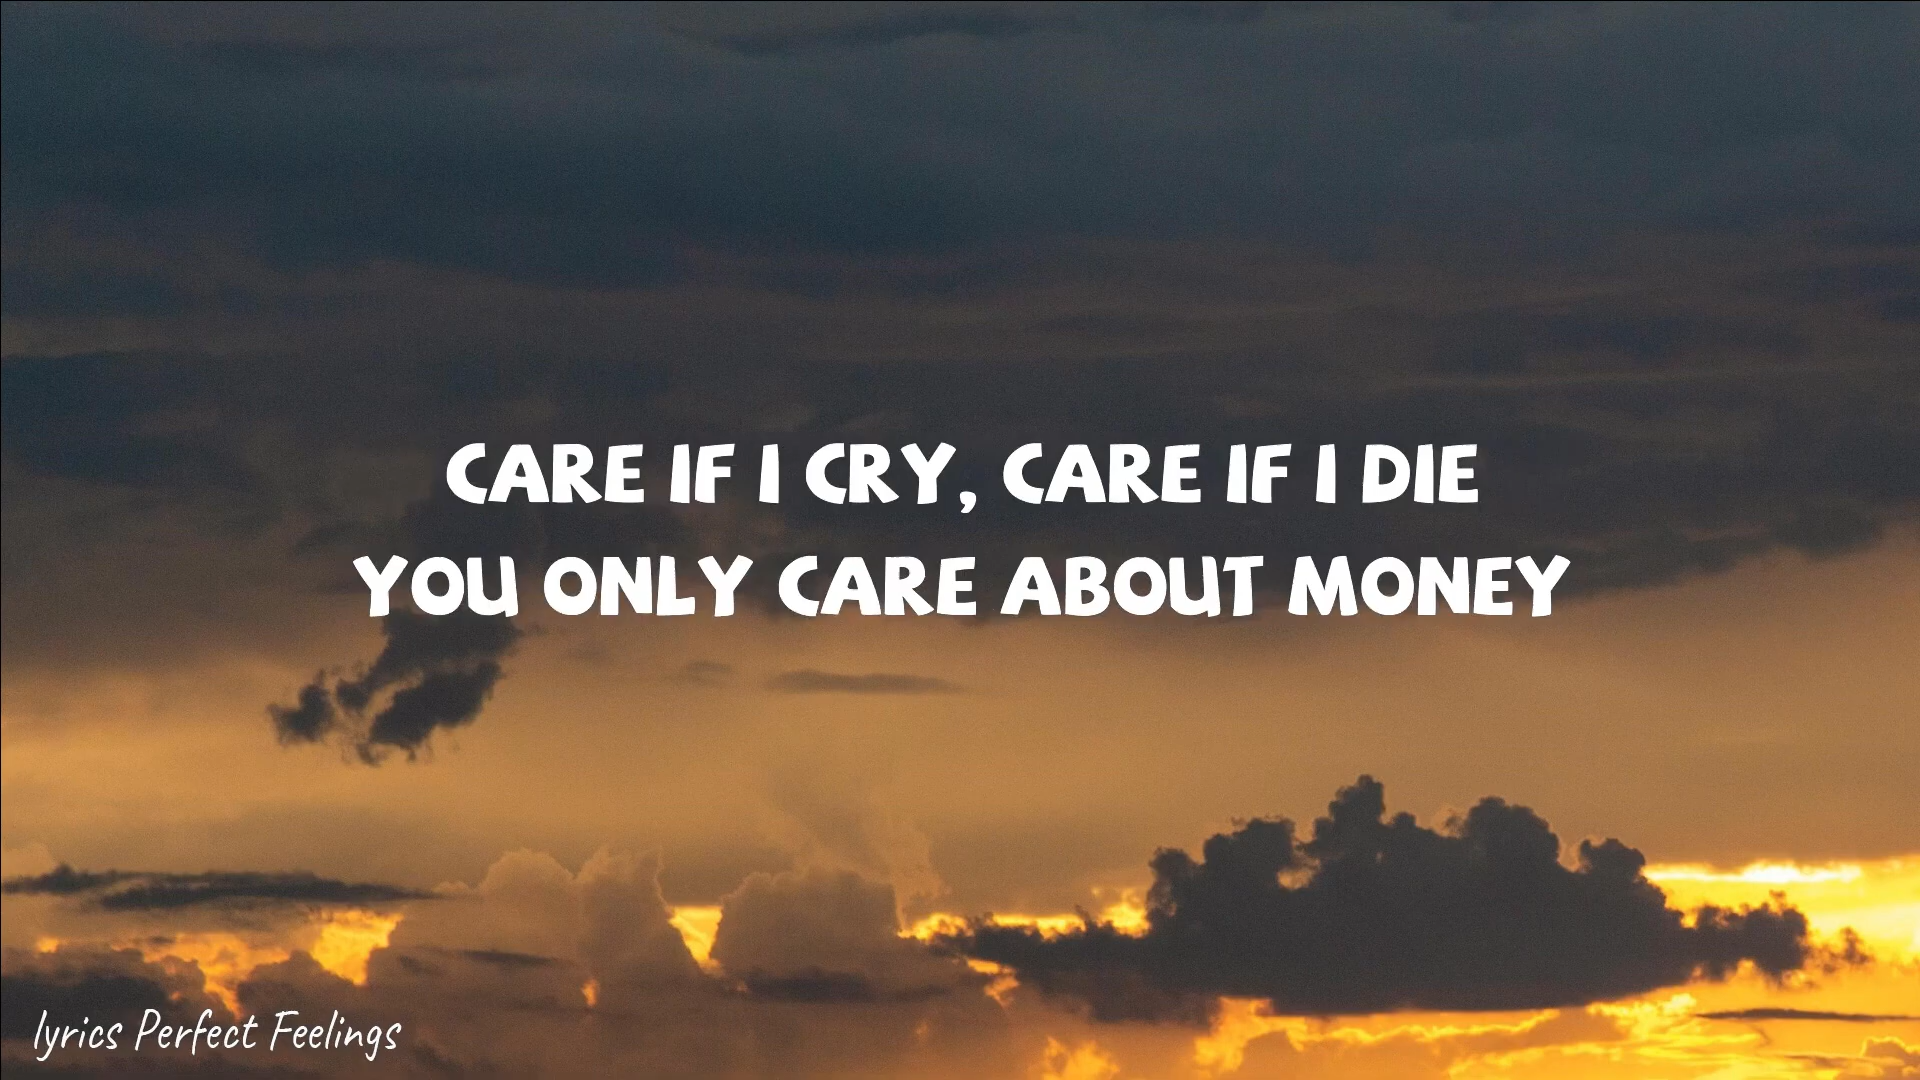 CARE IF I CRY, CARE IF I DIE
YOU ONLY CARE ABOUT MONEY
lyrics Perfect Feelings